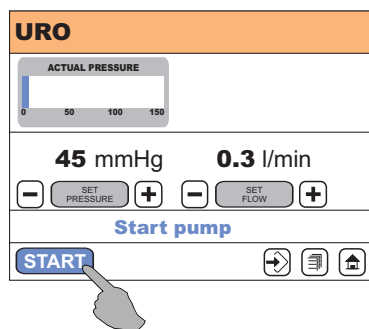 URO
ACTUAL PRESSURE
0 50 100 150
45 mmHg 0.3 l/min
− SET PRESSURE + − SET FLOW +
Start pump
START